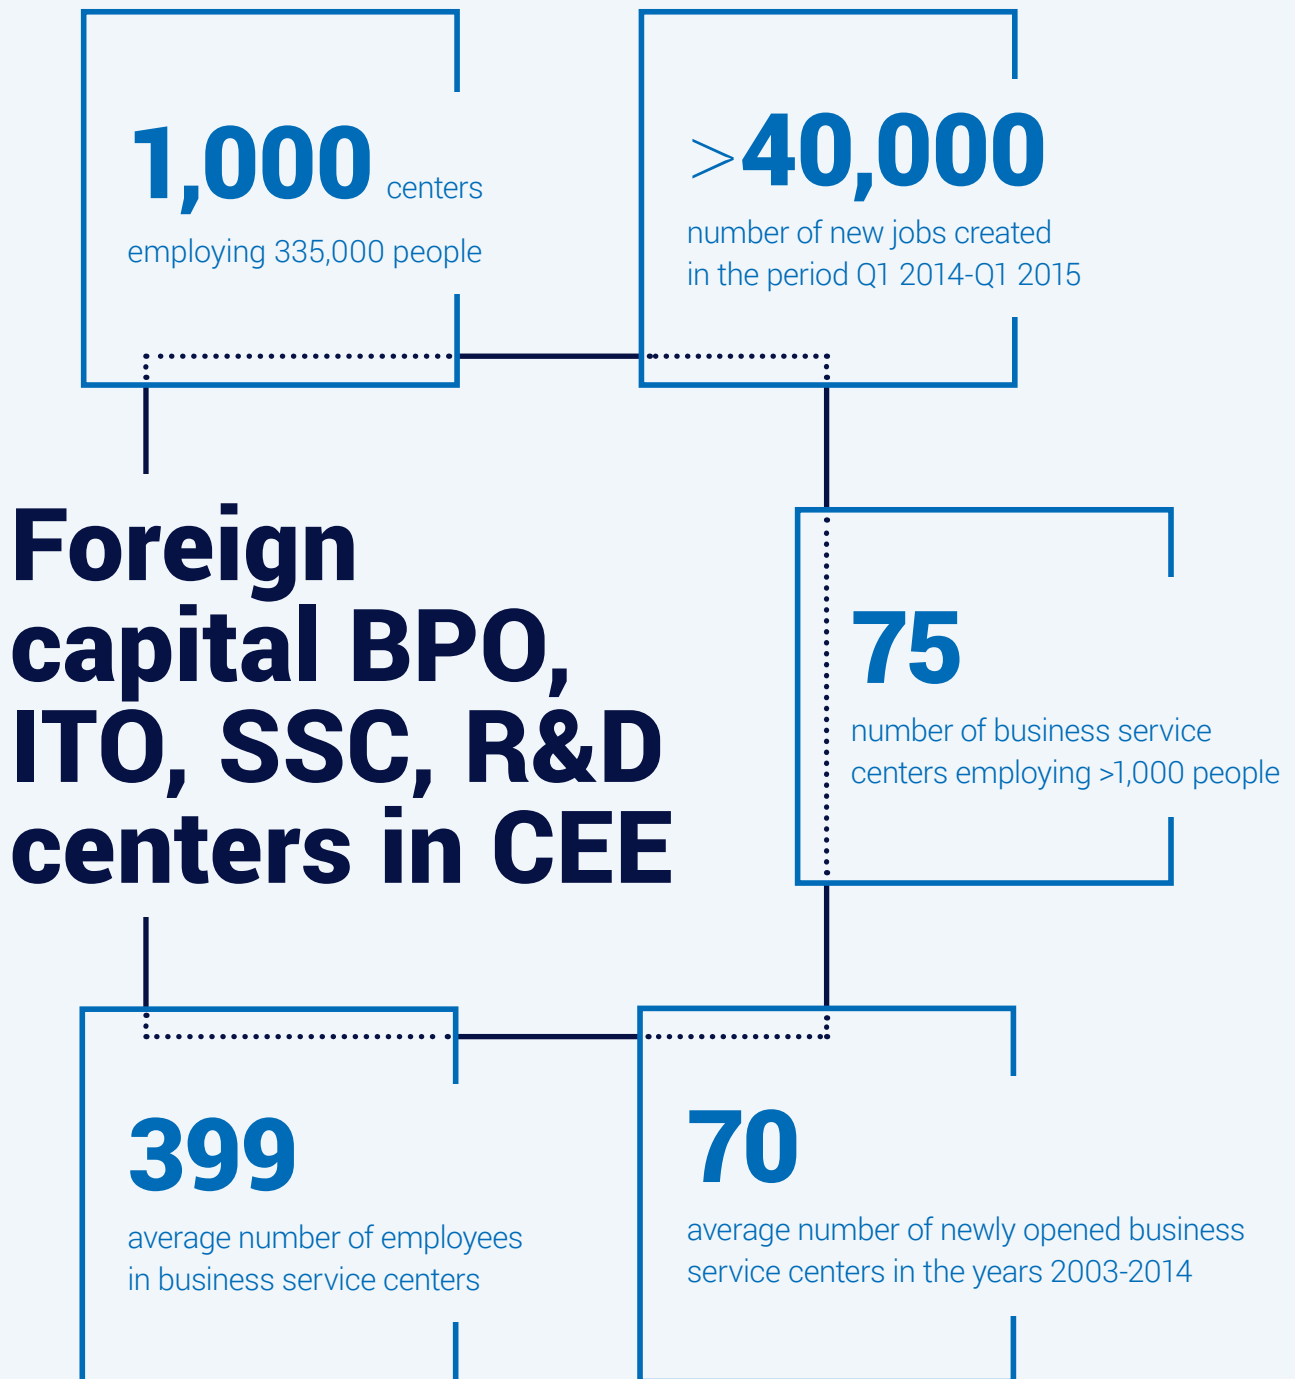 1,000 centers
employing 335,000 people
>40,000
number of new jobs created
in the period Q1 2014-Q1 2015
Foreign
capital BPO,
ITO, SSC, R&D
centers in CEE
75
number of business service
centers employing >1,000 people
399
average number of employees
in business service centers
70
average number of newly opened business
service centers in the years 2003-2014